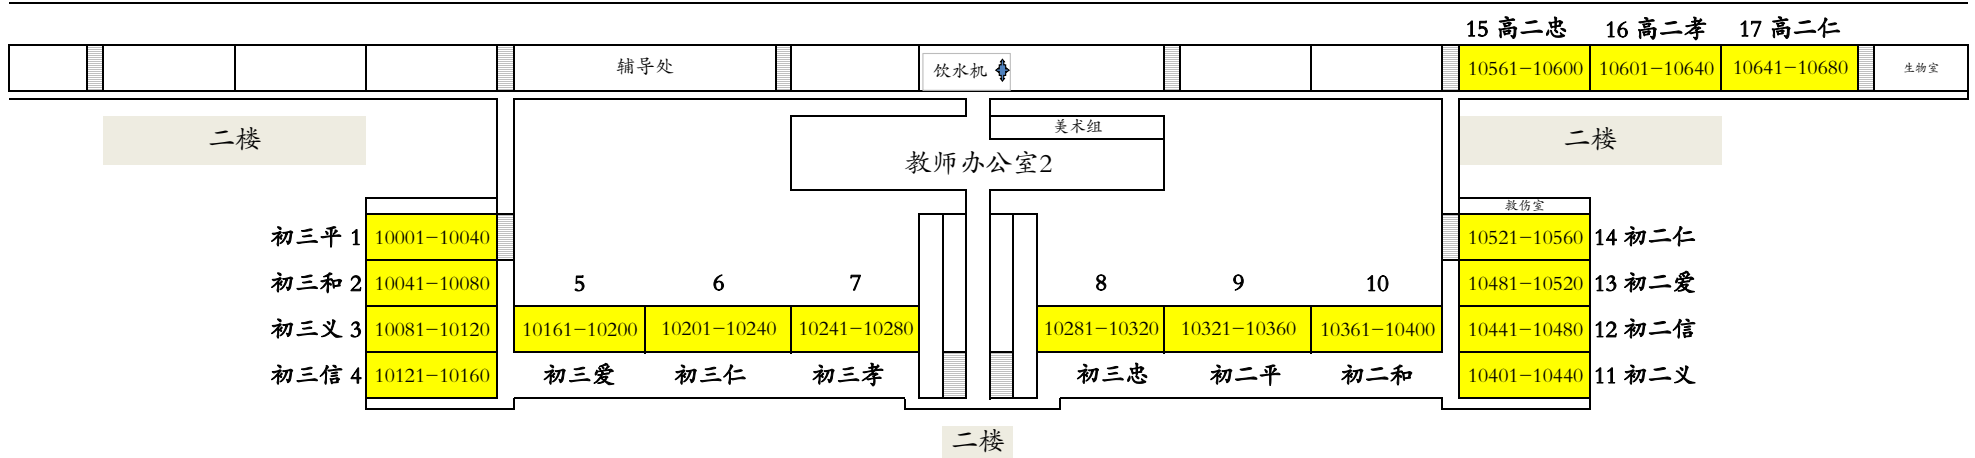 15 高二忠 16 高二孝 17 高二仁
辅导处 饮水机 10561-10600 10601-10640 10641-10680 生物室
美术组
二楼 二楼
教师办公室2
救伤室
初三平 1 10001-10040 10521-10560 14 初二仁
初三和 2 10041-10080 5 6 7 8 9 10 10481-10520 13 初二爱
初三义 3 10081-10120 10161-10200 10201-10240 10241-10280 10281-10320 10321-10360 10361-10400 10441-10480 12 初二信
初三信 4 10121-10160 初三爱 初三仁 初三孝 初三忠 初二平 初二和 10401-10440 11 初二义
二楼